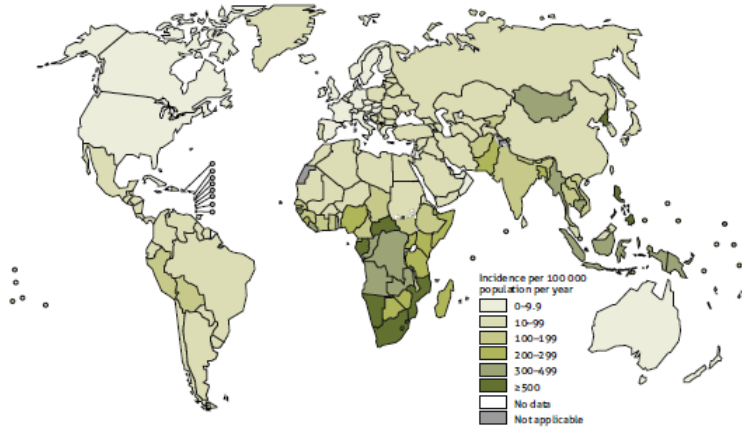 Incidence per 100 000
population per year
0–9.9
10–99
100–199
200–299
300–499
≥500
No data
Not applicable